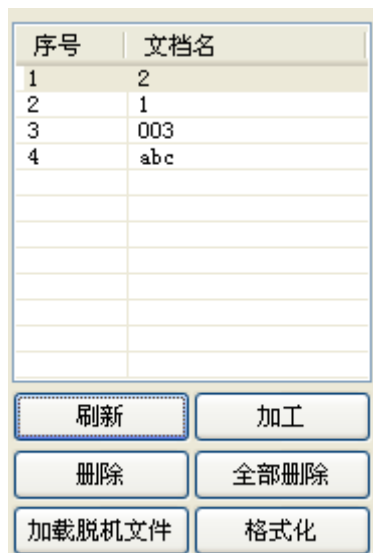 序号 文档名
1 2
2 1
3 003
4 abc
刷新 加工
删除 全部删除
加载脱机文件 格式化